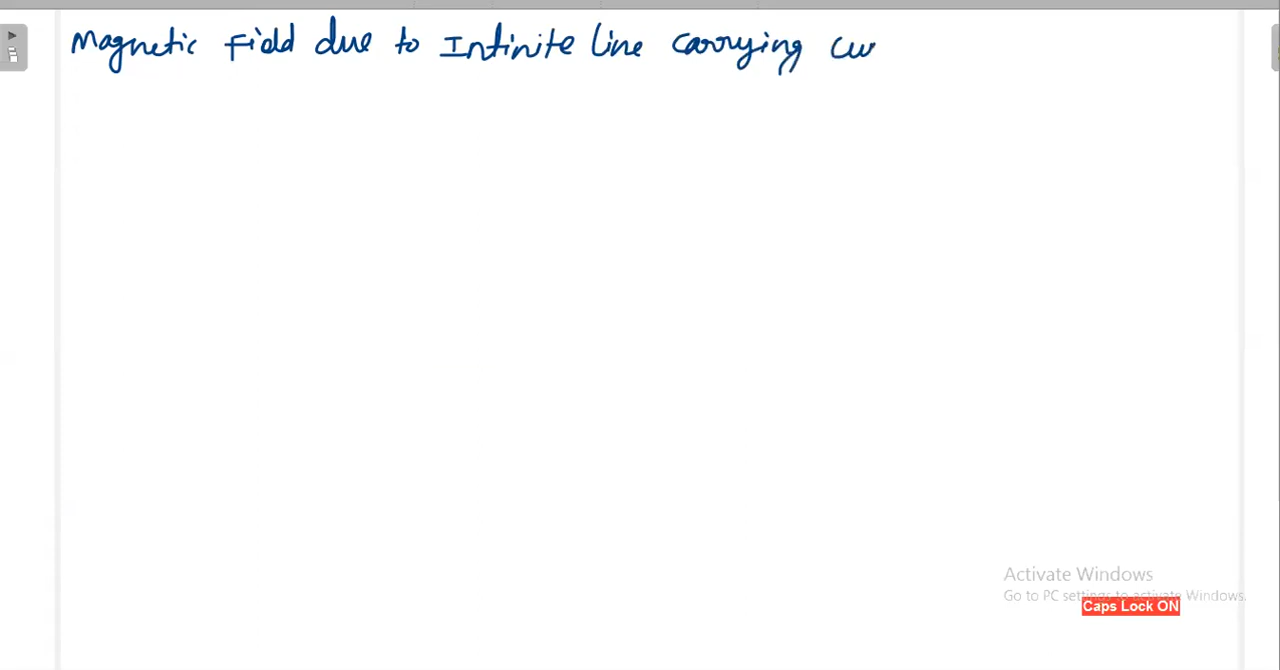 Magnetic Field due to Infinite line carrying cur
Activate Windows
Go to PC settings to activate Windows.
Caps Lock ON